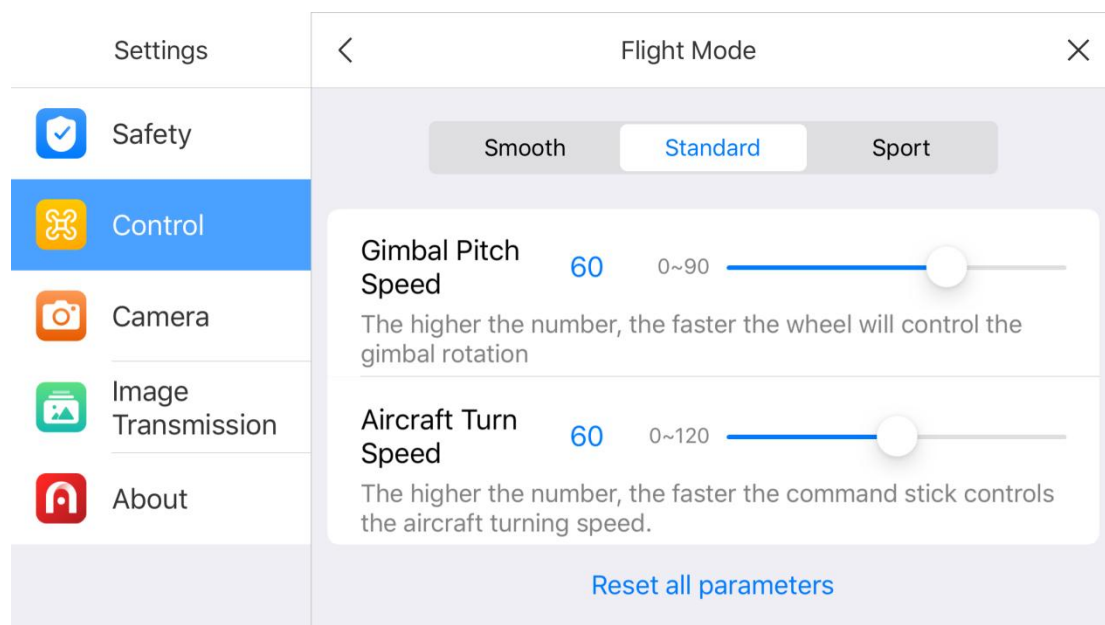 Settings
Safety
Control
Camera
Image
Transmission
About
Flight Mode
Smooth
Standard
Sport
Gimbal Pitch
Speed
60
0~90
The higher the number, the faster the wheel will control the
gimbal rotation
Aircraft Turn
Speed
60
0~120
The higher the number, the faster the command stick controls
the aircraft turning speed.
Reset all parameters